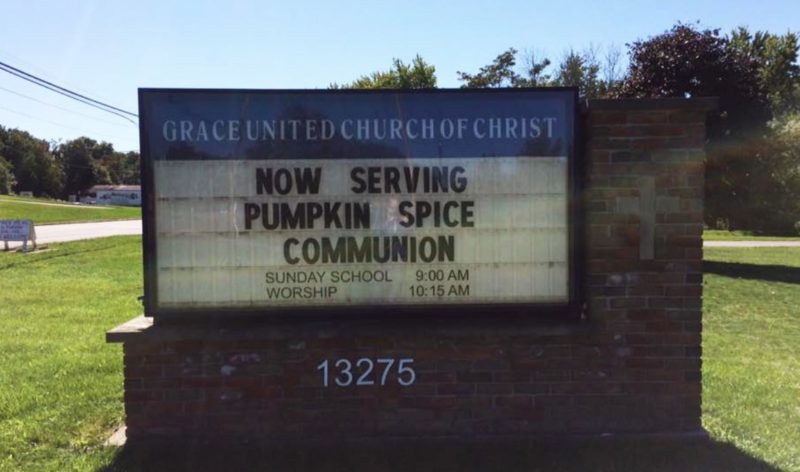 GRACE UNITED CHURCH OF CHRIST
NOW SERVING
PUMPKIN SPICE
COMMUNION
SUNDAY SCHOOL 9:00 AM
WORSHIP 10:15 AM
13275